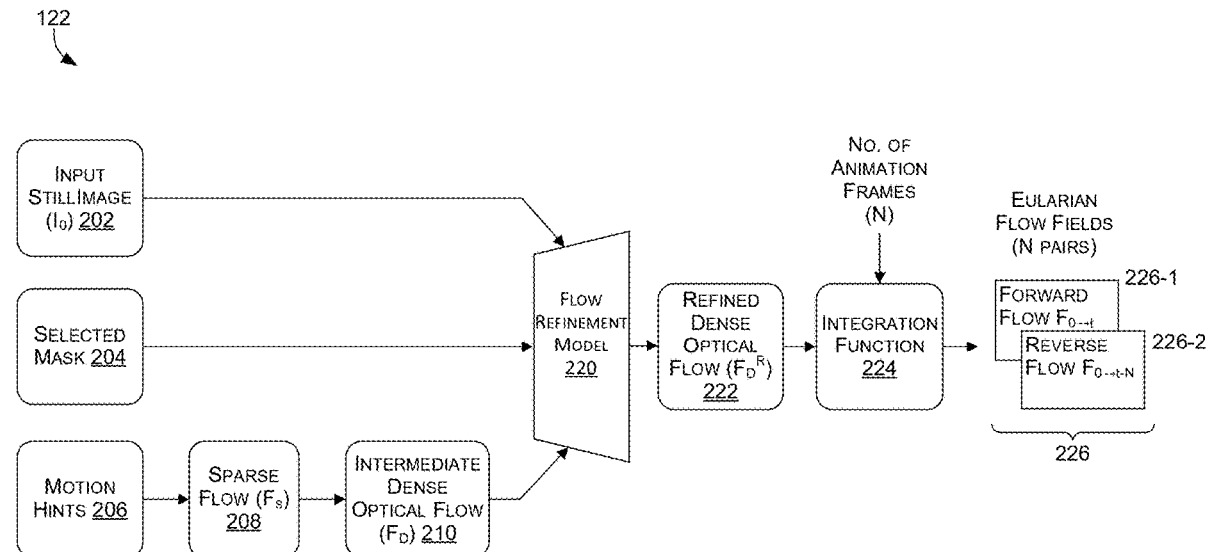 122
INPUT
STILLIMAGE
(I₀) 202
SELECTED
MASK 204
MOTION
HINTS 206
SPARSE
FLOW (Fₛ)
208
INTERMEDIATE
DENSE
OPTICAL FLOW
(F_D) 210
FLOW
REFINEMENT
MODEL
220
REFINED
DENSE
OPTICAL
FLOW (F_D^R)
222
NO. OF
ANIMATION
FRAMES
(N)
INTEGRATION
FUNCTION
224
EULARIAN
FLOW FIELDS
(N PAIRS)
226-1
FORWARD
FLOW F₀→t
226-2
REVERSE
FLOW F₀→t-N
226